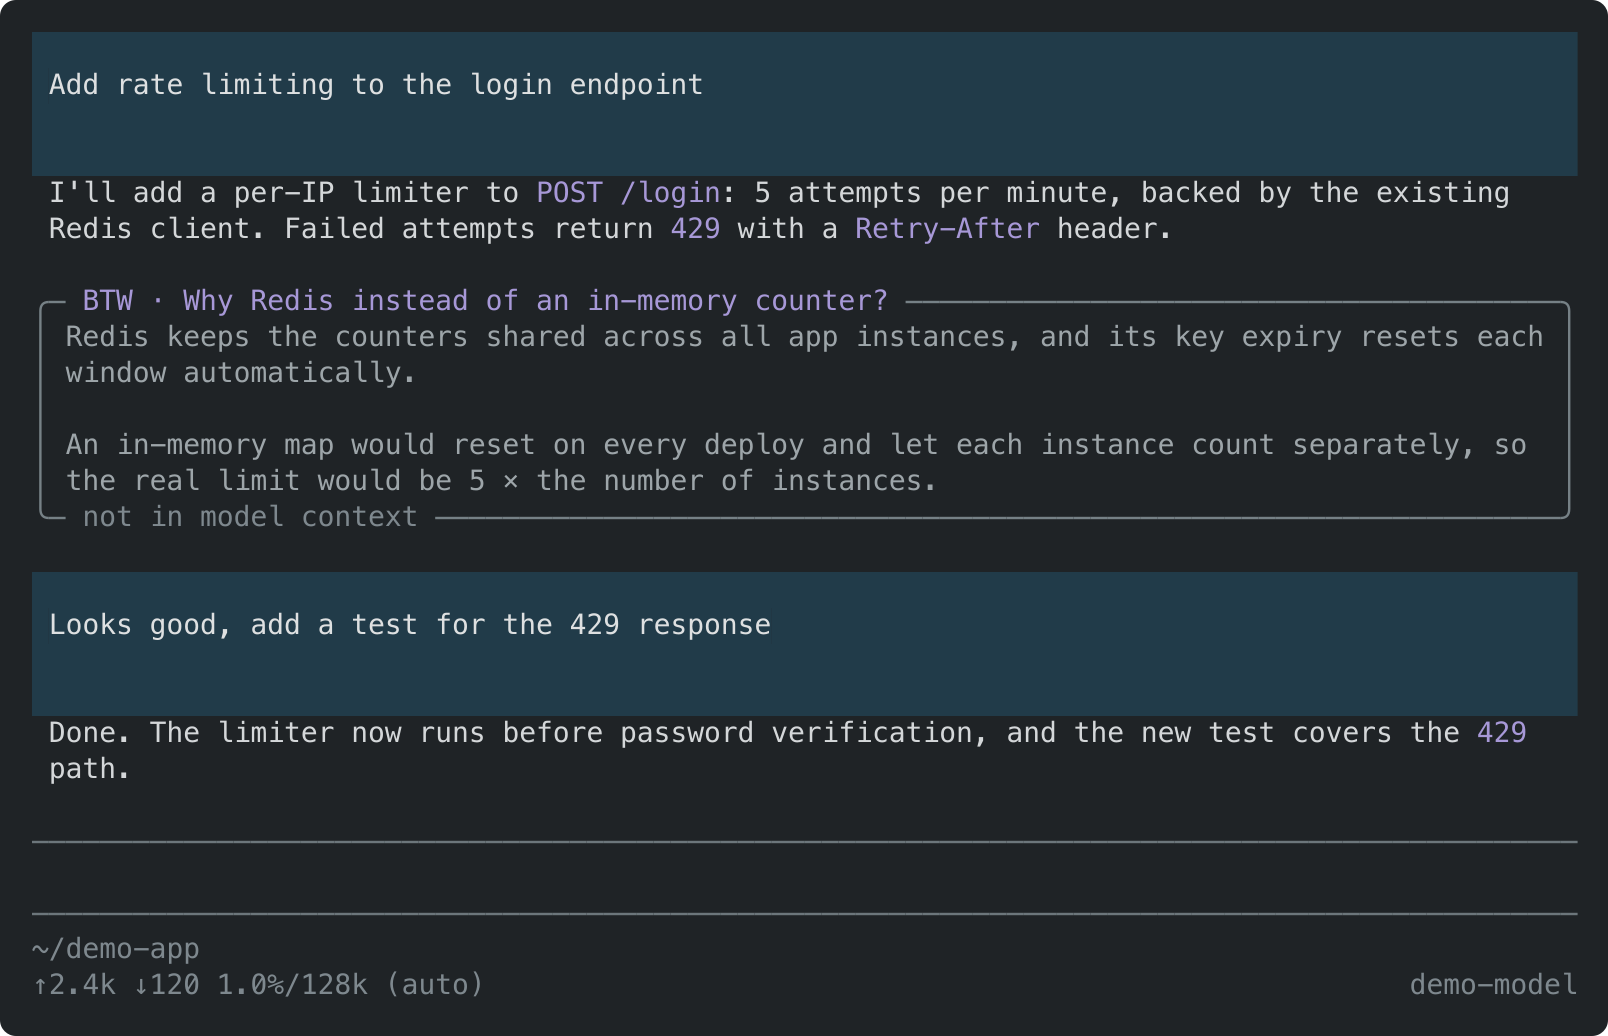 Add rate limiting to the login endpoint
I'll add a per-IP limiter to POST /login: 5 attempts per minute, backed by the existing
Redis client. Failed attempts return 429 with a Retry-After header.
BTW · Why Redis instead of an in-memory counter?
Redis keeps the counters shared across all app instances, and its key expiry resets each
window automatically.
An in-memory map would reset on every deploy and let each instance count separately, so
the real limit would be 5 × the number of instances.
not in model context
Looks good, add a test for the 429 response
Done. The limiter now runs before password verification, and the new test covers the 429
path.
~/demo-app
↑2.4k ↓120 1.0%/128k (auto) demo-model